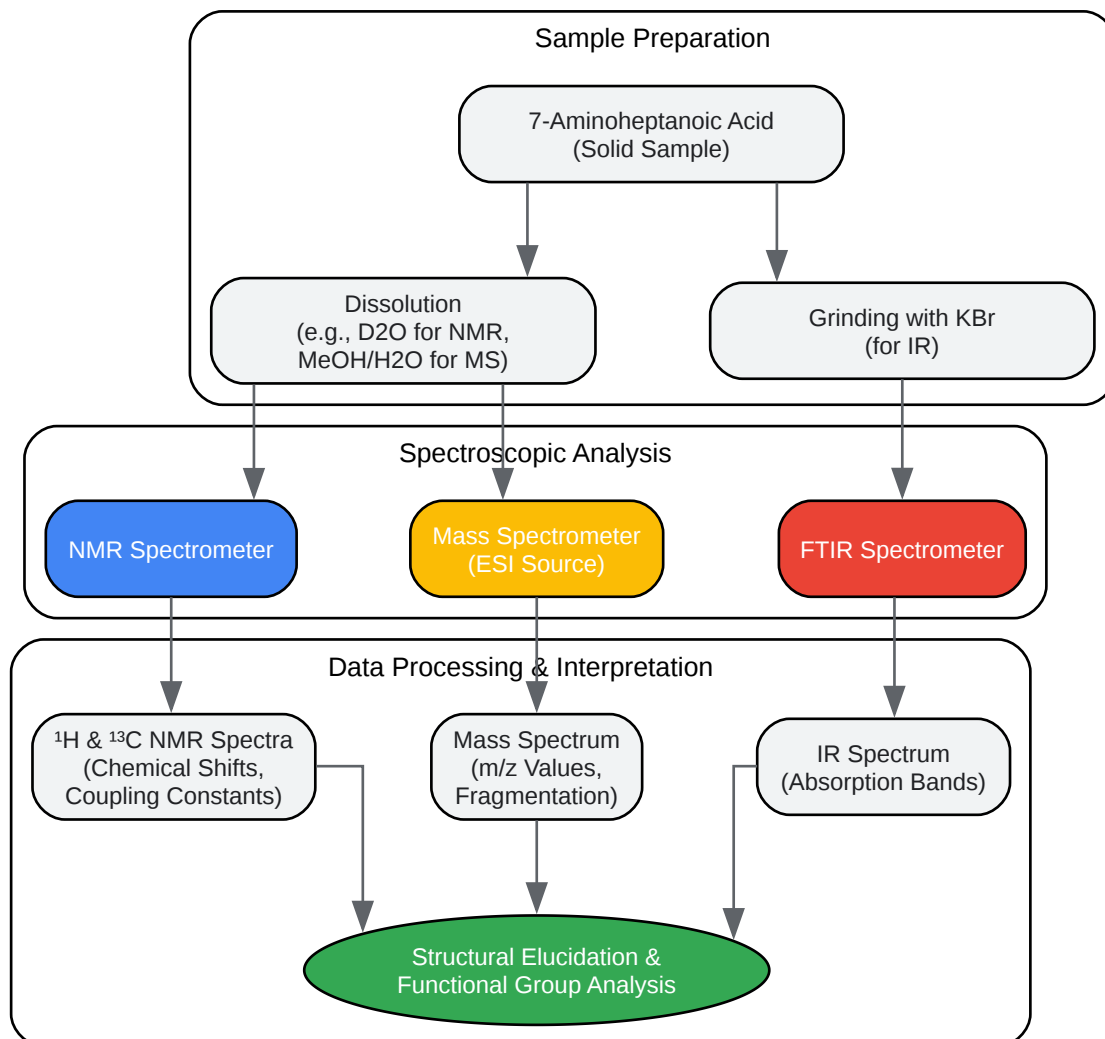 Sample Preparation
7-Aminoheptanoic Acid
(Solid Sample)
Dissolution
(e.g., D2O for NMR,
MeOH/H2O for MS)
Grinding with KBr
(for IR)
Spectroscopic Analysis
NMR Spectrometer
Mass Spectrometer
(ESI Source)
FTIR Spectrometer
Data Processing & Interpretation
¹H & ¹³C NMR Spectra
(Chemical Shifts,
Coupling Constants)
Mass Spectrum
(m/z Values,
Fragmentation)
IR Spectrum
(Absorption Bands)
Structural Elucidation &
Functional Group Analysis